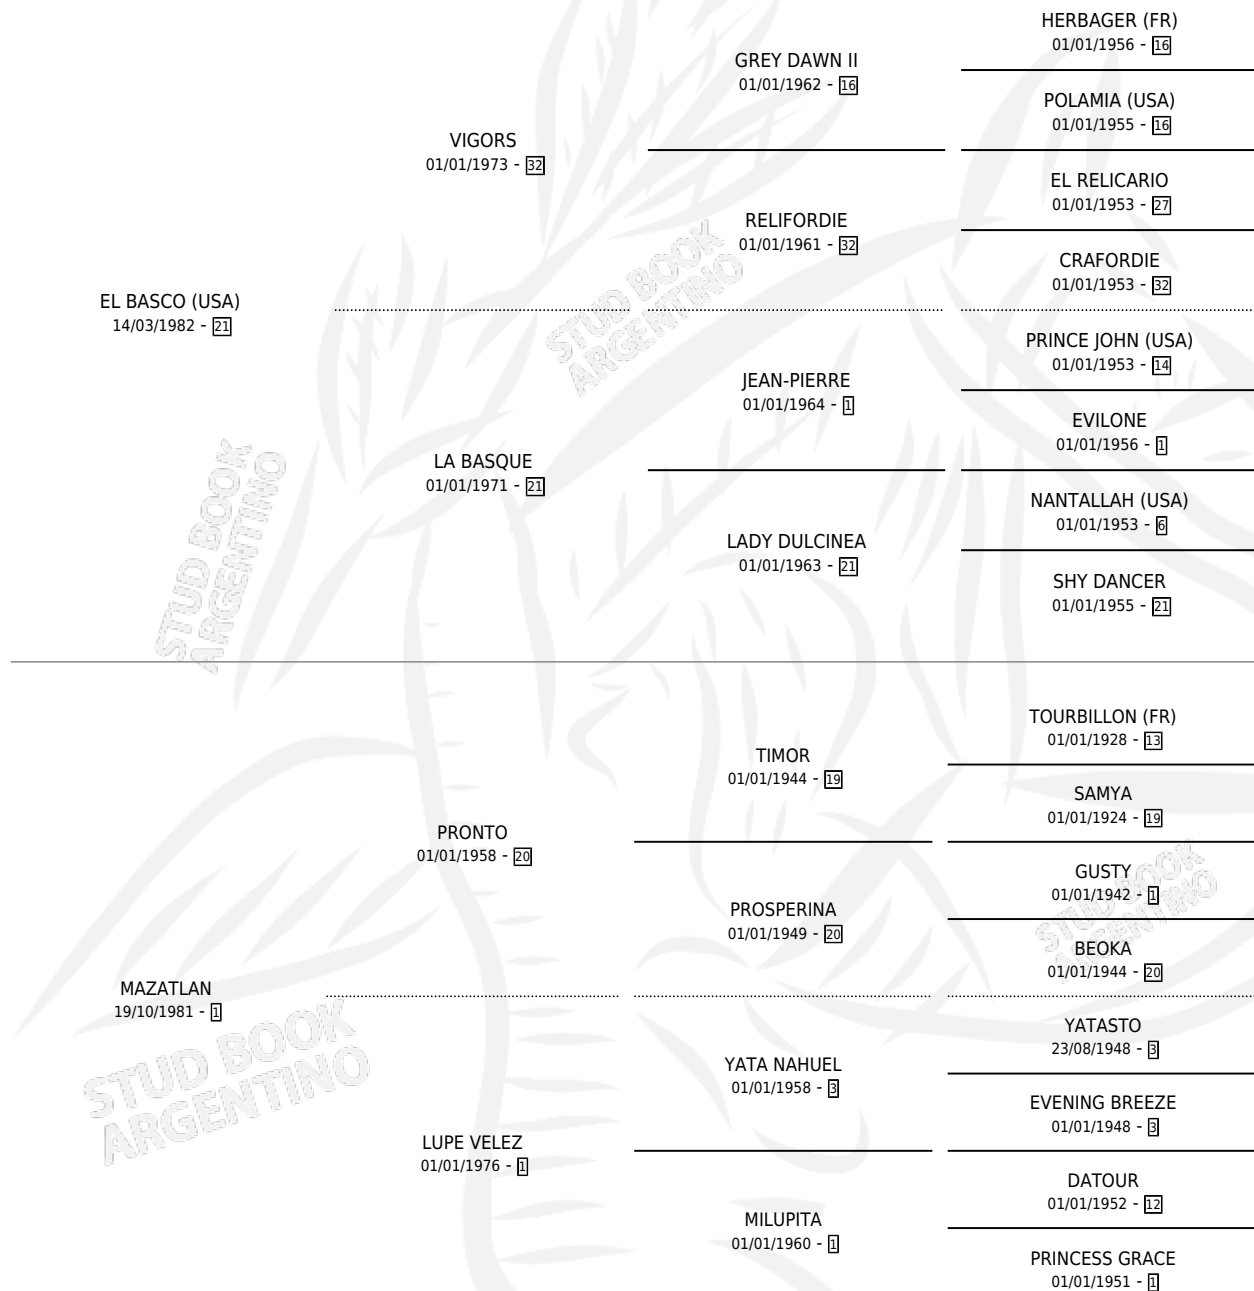 HERBAGER (FR)
01/01/1956 - 16
GREY DAWN II
01/01/1962 - 16
POLAMIA (USA)
01/01/1955 - 16
VIGORS
01/01/1973 - 32
EL RELICARIO
01/01/1953 - 27
RELIFORDIE
01/01/1961 - 32
CRAFORDIE
01/01/1953 - 32
EL BASCO (USA)
14/03/1982 - 21
PRINCE JOHN (USA)
01/01/1953 - 14
JEAN-PIERRE
01/01/1964 - 1
EVILONE
01/01/1956 - 1
LA BASQUE
01/01/1971 - 21
NANTALLAH (USA)
01/01/1953 - 6
LADY DULCINEA
01/01/1963 - 21
SHY DANCER
01/01/1955 - 21
TOURBILLON (FR)
01/01/1928 - 13
TIMOR
01/01/1944 - 19
SAMYA
01/01/1924 - 19
PRONTO
01/01/1958 - 20
GUSTY
01/01/1942 - 1
PROSPERINA
01/01/1949 - 20
BEOKA
01/01/1944 - 20
MAZATLAN
19/10/1981 - 1
YATASTO
23/08/1948 - 3
YATA NAHUEL
01/01/1958 - 3
EVENING BREEZE
01/01/1948 - 3
LUPE VELEZ
01/01/1976 - 1
DATOUR
01/01/1952 - 12
MILUPITA
01/01/1960 - 1
PRINCESS GRACE
01/01/1951 - 1
STUD BOOK
ARGENTINO
STUD BOOK
ARGENTINO
STUD BOOK
ARGENTINO
STUD BOOK
ARGENTINO